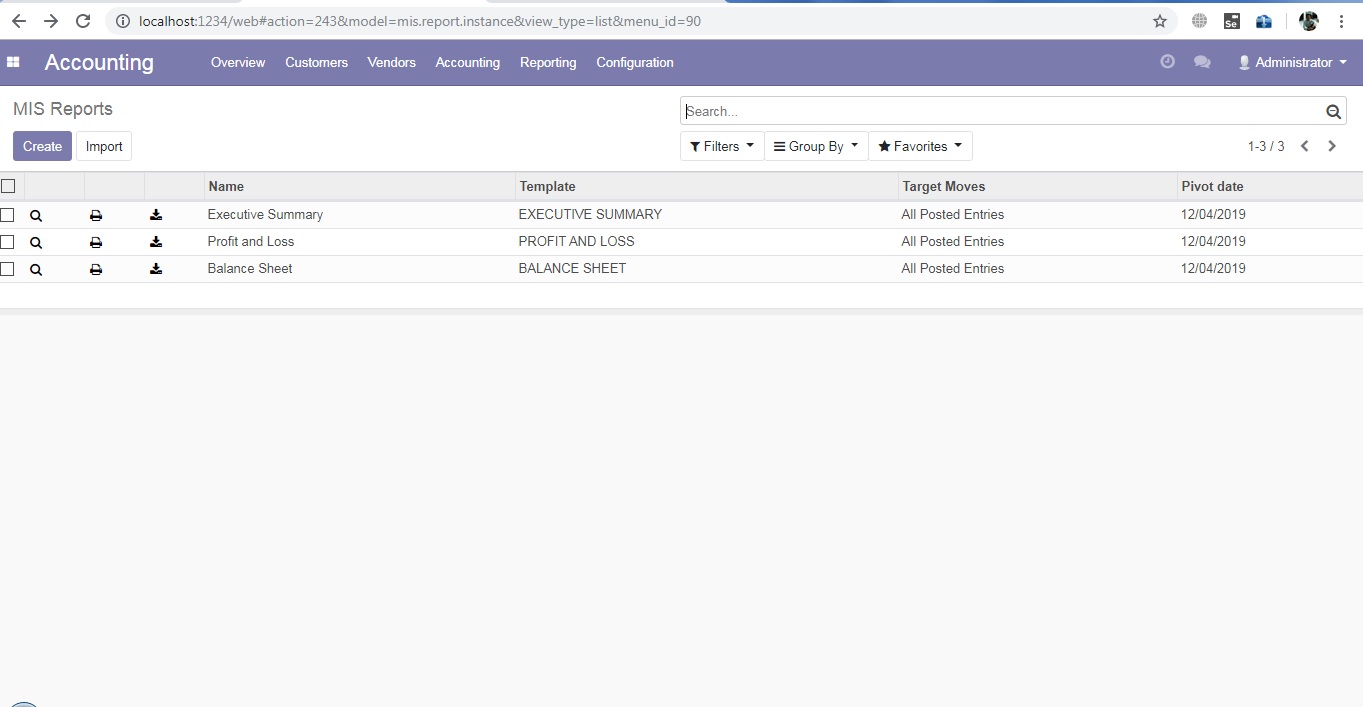 localhost:1234/web#action=243&model=mis.report.instance&view_type=list&menu_id=90
Se
Accounting Overview Customers Vendors Accounting Reporting Configuration Administrator
MIS Reports
Search...
Create Import Filters Group By Favorites 1-3 / 3
Name Template Target Moves Pivot date
Executive Summary EXECUTIVE SUMMARY All Posted Entries 12/04/2019
Profit and Loss PROFIT AND LOSS All Posted Entries 12/04/2019
Balance Sheet BALANCE SHEET All Posted Entries 12/04/2019